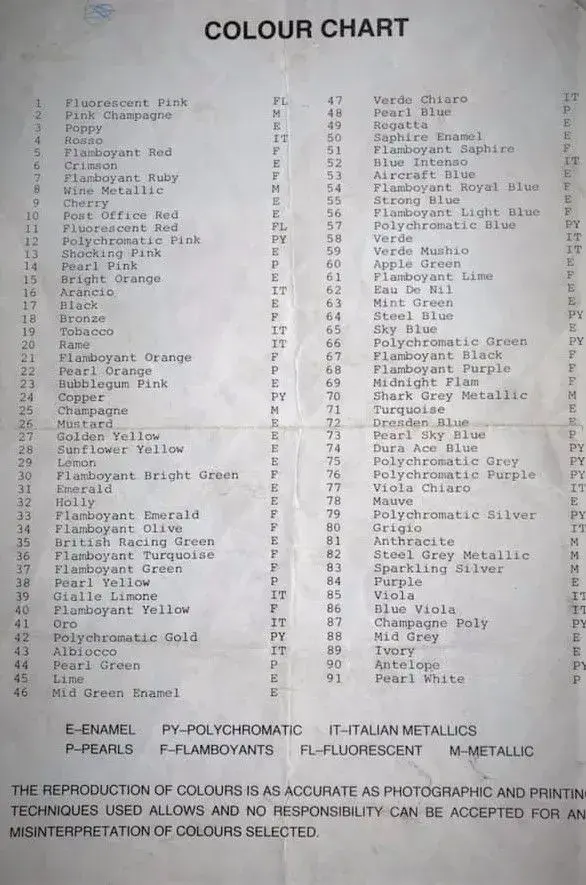 COLOUR CHART
1 Fluorescent Pink FL
2 Pink Champagne M
3 Poppy E
4 Rosso IT
5 Flamboyant Red F
6 Crimson E
7 Flamboyant Ruby F
8 Wine Metallic M
9 Cherry E
10 Post Office Red E
11 Fluorescent Red FL
12 Polychromatic Pink PY
13 Shocking Pink E
14 Pearl Pink P
15 Bright Orange E
16 Arancio IT
17 Black E
18 Bronze F
19 Tobacco IT
20 Rame IT
21 Flamboyant Orange F
22 Pearl Orange P
23 Bubblegum Pink E
24 Copper PY
25 Champagne M
26 Mustard E
27 Golden Yellow E
28 Sunflower Yellow E
29 Lemon E
30 Flamboyant Bright Green F
31 Emerald E
32 Holly E
33 Flamboyant Emerald F
34 Flamboyant Olive F
35 British Racing Green E
36 Flamboyant Turquoise F
37 Flamboyant Green F
38 Pearl Yellow P
39 Gialle Limone IT
40 Flamboyant Yellow F
41 Oro IT
42 Polychromatic Gold PY
43 Albiocco IT
44 Pearl Green P
45 Lime E
46 Mid Green Enamel E
47 Verde Chiaro IT
48 Pearl Blue P
49 Regatta E
50 Saphire Enamel E
51 Flamboyant Saphire F
52 Blue Intenso IT
53 Aircraft Blue E
54 Flamboyant Royal Blue F
55 Strong Blue E
56 Flamboyant Light Blue F
57 Polychromatic Blue PY
58 Verde IT
59 Verde Mushio IT
60 Apple Green E
61 Flamboyant Lime F
62 Eau De Nil E
63 Mint Green E
64 Steel Blue PY
65 Sky Blue E
66 Polychromatic Green PY
67 Flamboyant Black F
68 Flamboyant Purple F
69 Midnight Flam F
70 Shark Grey Metallic M
71 Turquoise E
72 Dresden Blue E
73 Pearl Sky Blue P
74 Dura Ace Blue PY
75 Polychromatic Grey PY
76 Polychromatic Purple PY
77 Viola Chiaro IT
78 Mauve E
79 Polychromatic Silver PY
80 Grigio IT
81 Anthracite M
82 Steel Grey Metallic M
83 Sparkling Silver M
84 Purple E
85 Viola IT
86 Blue Viola IT
87 Champagne Poly PY
88 Mid Grey E
89 Ivory E
90 Antelope PY
91 Pearl White P
E–ENAMEL PY–POLYCHROMATIC IT–ITALIAN METALLICS
P–PEARLS F–FLAMBOYANTS FL–FLUORESCENT M–METALLIC
THE REPRODUCTION OF COLOURS IS AS ACCURATE AS PHOTOGRAPHIC AND PRINTING
TECHNIQUES USED ALLOWS AND NO RESPONSIBILITY CAN BE ACCEPTED FOR AN
MISINTERPRETATION OF COLOURS SELECTED.